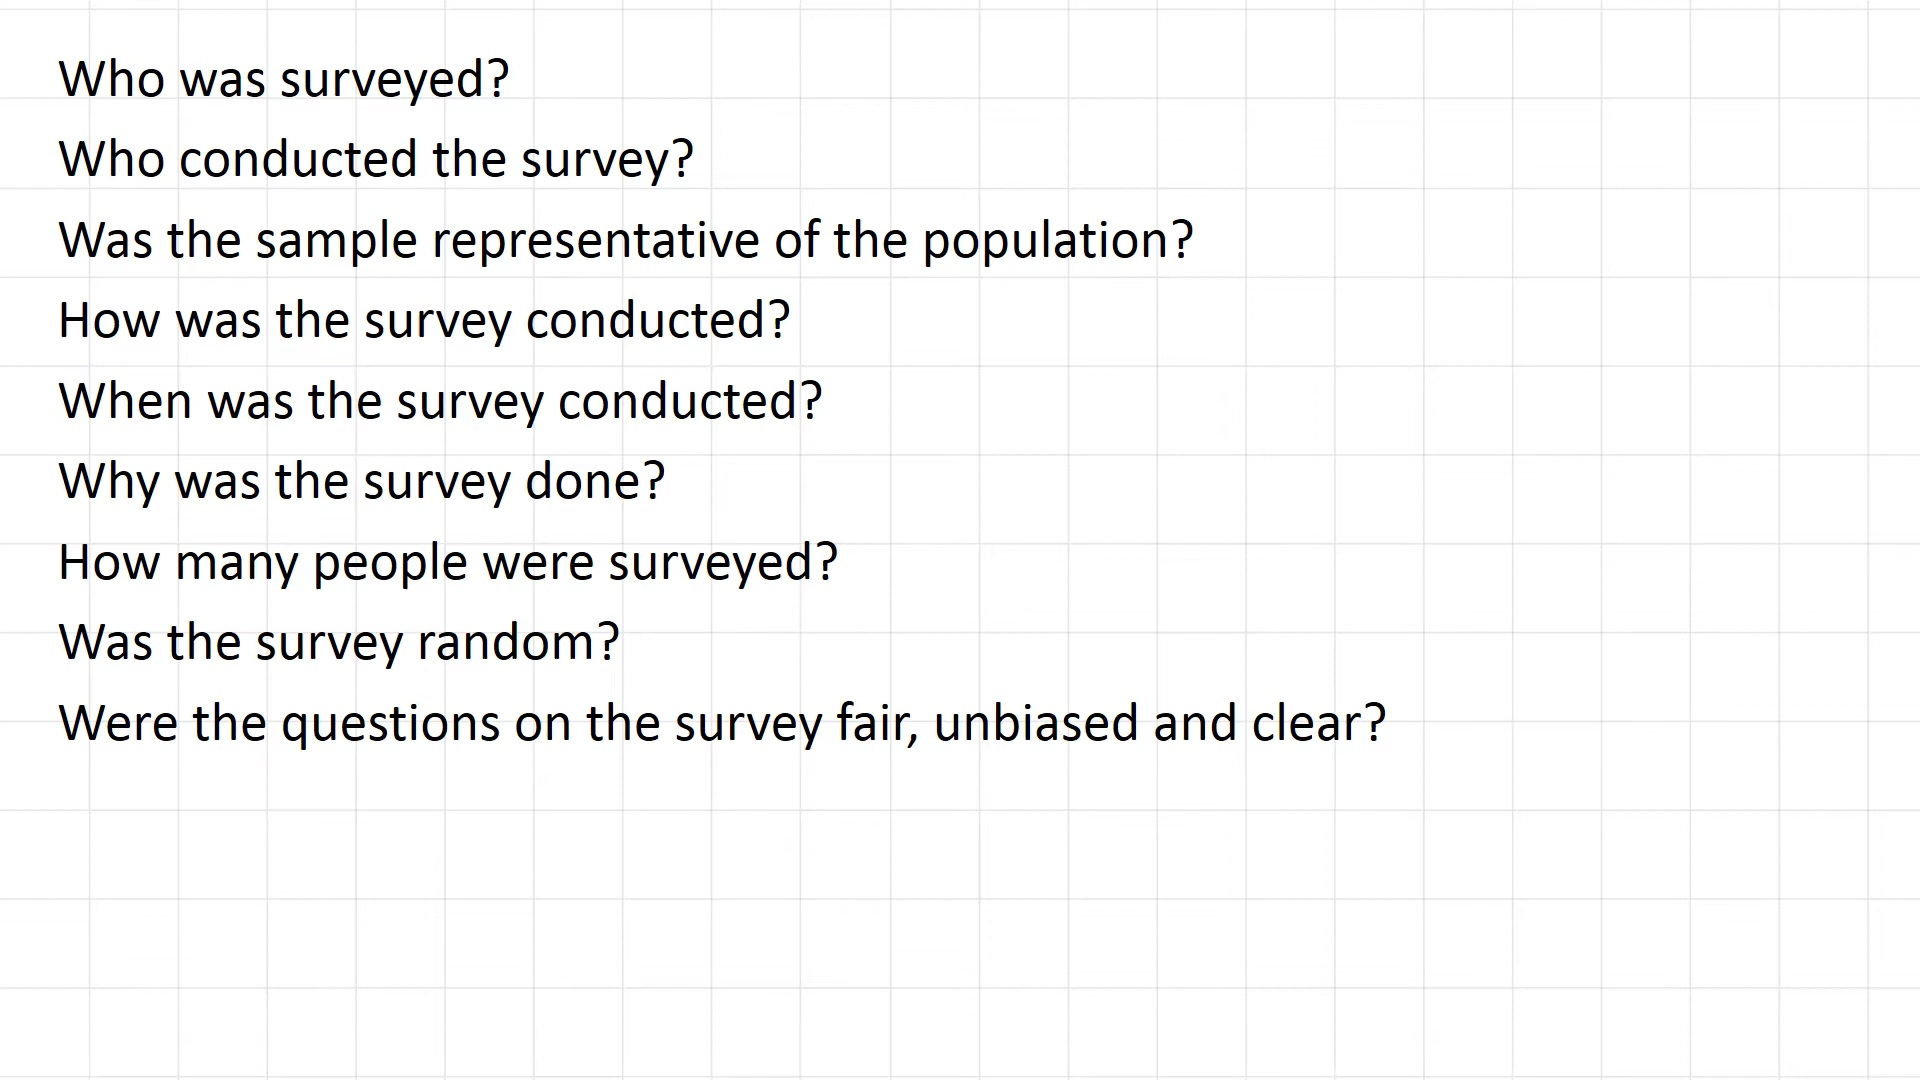 Who was surveyed?
Who conducted the survey?
Was the sample representative of the population?
How was the survey conducted?
When was the survey conducted?
Why was the survey done?
How many people were surveyed?
Was the survey random?
Were the questions on the survey fair, unbiased and clear?